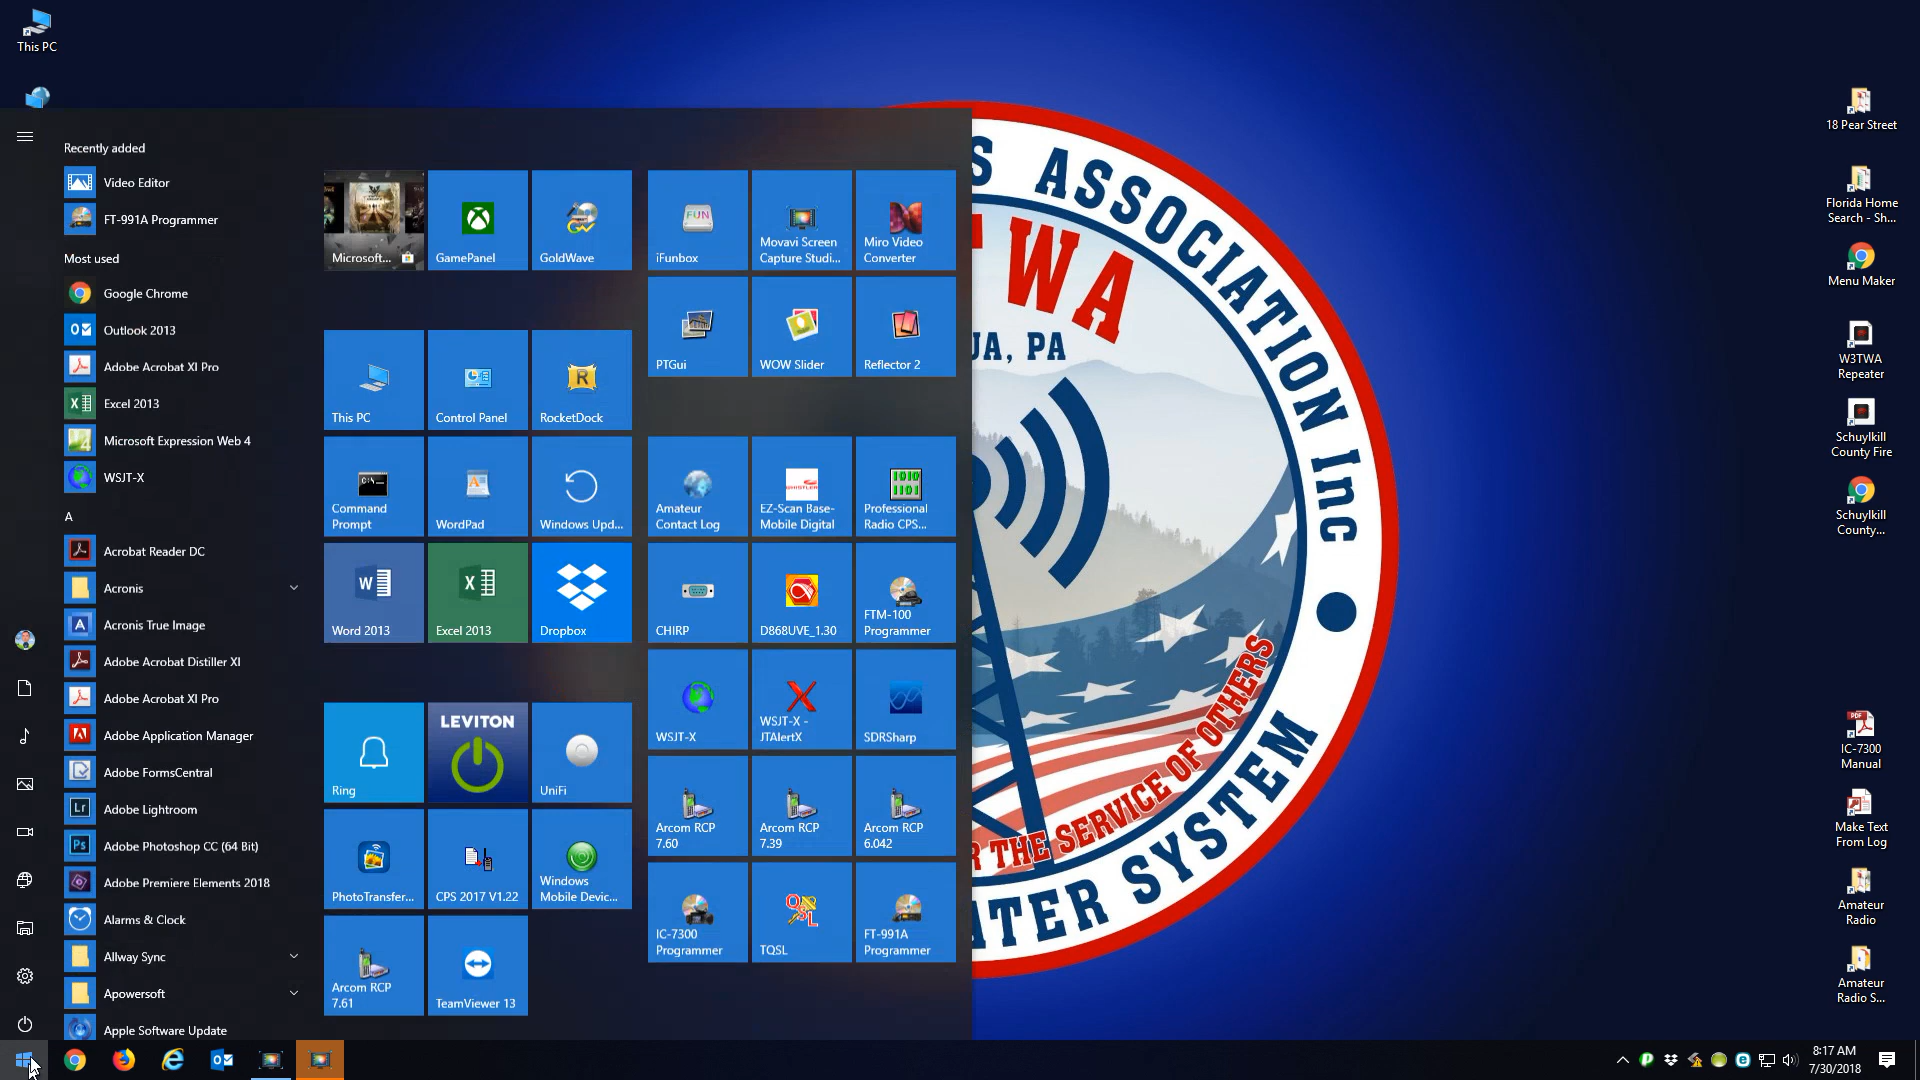 This PC
Recently added
Video Editor
FT-991A Programmer
Most used
Google Chrome
Outlook 2013
Adobe Acrobat XI Pro
Excel 2013
Microsoft Expression Web 4
WSJT-X
A
Acrobat Reader DC
Acronis
Acronis True Image
Adobe Acrobat Distiller XI
Adobe Acrobat XI Pro
Adobe Application Manager
Adobe FormsCentral
Adobe Lightroom
Adobe Photoshop CC (64 Bit)
Adobe Premiere Elements 2018
Alarms & Clock
Allway Sync
Apowersoft
Apple Software Update
Microsoft...
GamePanel
GoldWave
This PC
Control Panel
RocketDock
Command
Prompt
WordPad
Windows Upd...
Word 2013
Excel 2013
Dropbox
Ring
LEVITON
UniFi
PhotoTransfer...
CPS 2017 V1.22
Windows
Mobile Devic...
Arcom RCP
7.61
TeamViewer 13
FUN
iFunbox
Movavi Screen
Capture Studi...
Miro Video
Converter
PTGui
WOW Slider
Reflector 2
Amateur
Contact Log
WHISTLER
EZ-Scan Base-
Mobile Digital
1010
1101
Professional
Radio CPS...
CHIRP
D868UVE_1.30
FTM-100
Programmer
WSJT-X
WSJT-X -
JTAlertX
SDRSharp
Arcom RCP
7.60
Arcom RCP
7.39
Arcom RCP
6.042
IC-7300
Programmer
QSL
TQSL
FT-991A
Programmer
S ASSOCIATION Inc
TWA
UA, PA
R THE SERVICE OF OTHERS
ATER SYSTEM
18 Pear Street
Florida Home
Search - Sh...
Menu Maker
W3TWA
Repeater
Schuylkill
County Fire
Schuylkill
County...
PDF
IC-7300
Manual
Make Text
From Log
Amateur
Radio
Amateur
Radio S...
8:17 AM
7/30/2018